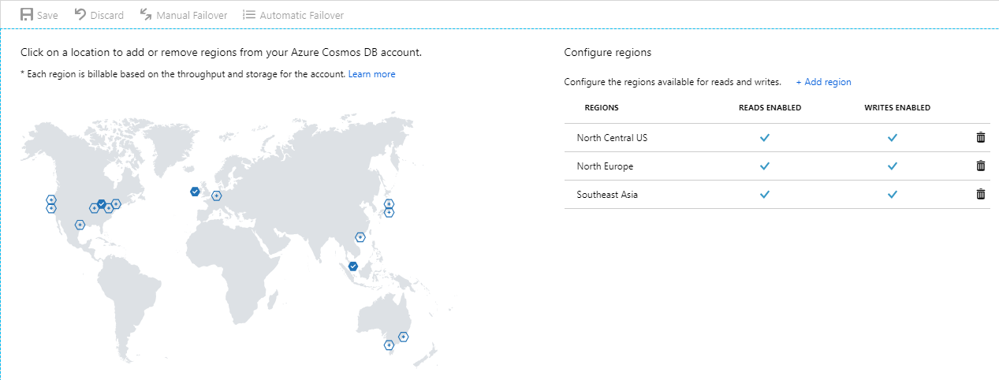 Save Discard Manual Failover Automatic Failover
Click on a location to add or remove regions from your Azure Cosmos DB account.
* Each region is billable based on the throughput and storage for the account. Learn more
Configure regions
Configure the regions available for reads and writes. + Add region
REGIONS READS ENABLED WRITES ENABLED
North Central US
North Europe
Southeast Asia